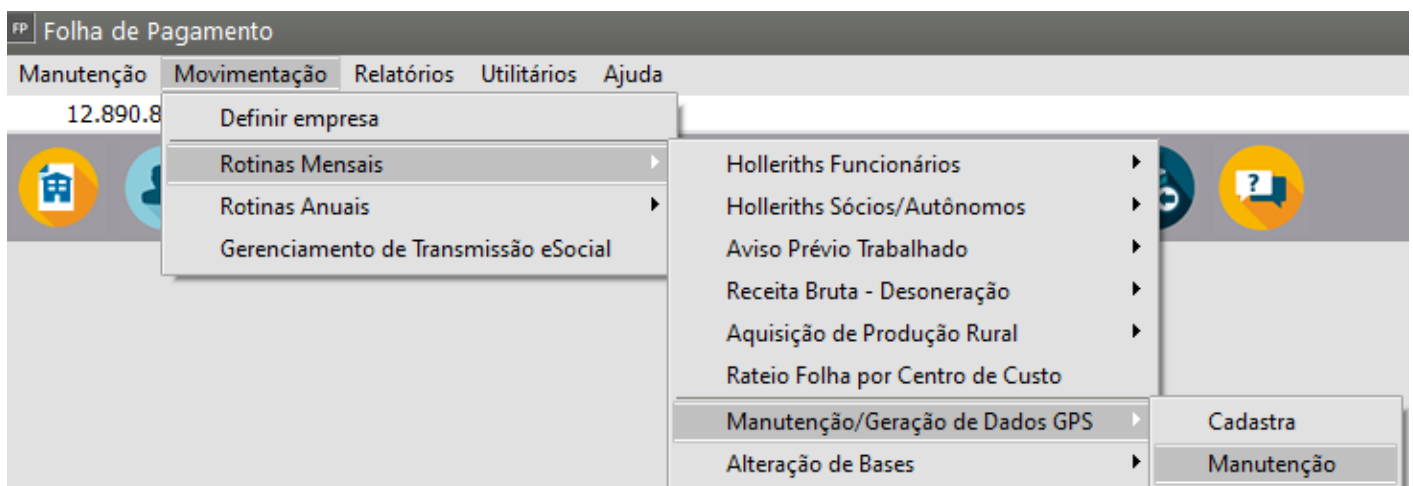 FP Folha de Pagamento
Manutenção Movimentação Relatórios Utilitários Ajuda
12.890.8
Definir empresa
Rotinas Mensais
Rotinas Anuais
Gerenciamento de Transmissão eSocial
Holleriths Funcionários
Holleriths Sócios/Autônomos
Aviso Prévio Trabalhado
Receita Bruta - Desoneração
Aquisição de Produção Rural
Rateio Folha por Centro de Custo
Manutenção/Geração de Dados GPS
Alteração de Bases
Cadastra
Manutenção
?